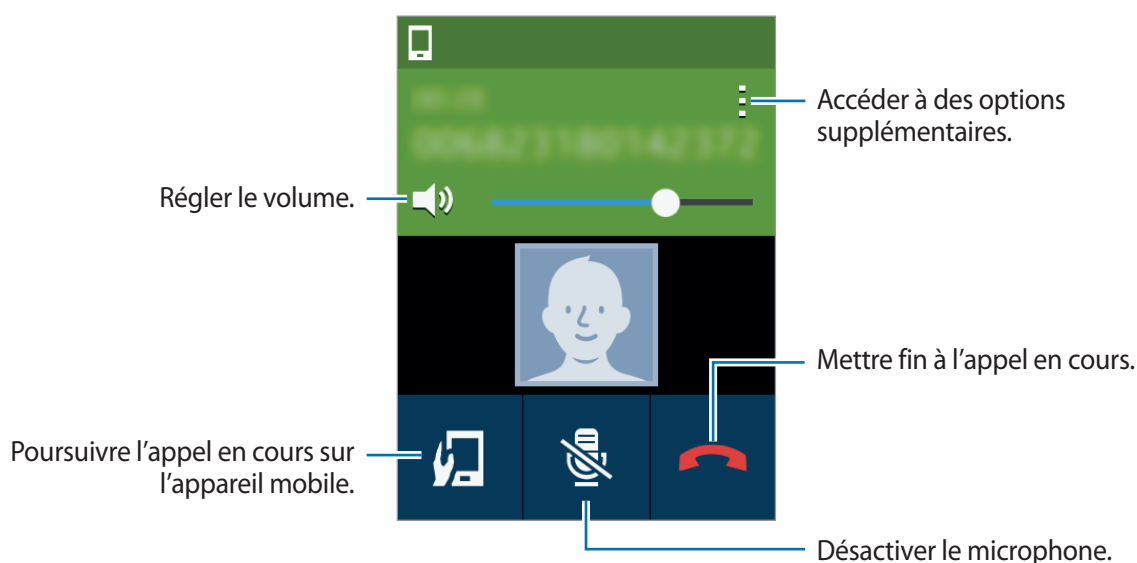 Accéder à des options
supplémentaires.
Régler le volume.
Mettre fin à l’appel en cours.
Poursuivre l’appel en cours sur
l’appareil mobile.
Désactiver le microphone.